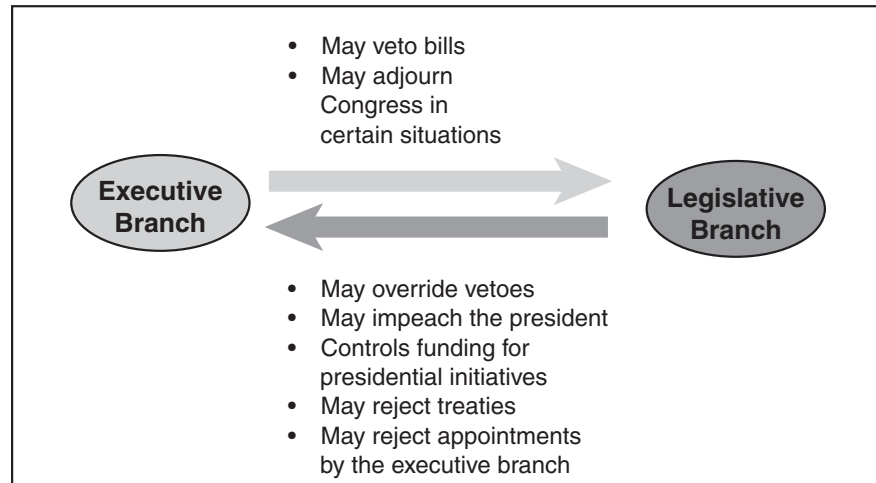 • May veto bills
• May adjourn
Congress in
certain situations
Executive
Branch
Legislative
Branch
• May override vetoes
• May impeach the president
• Controls funding for
presidential initiatives
• May reject treaties
• May reject appointments
by the executive branch